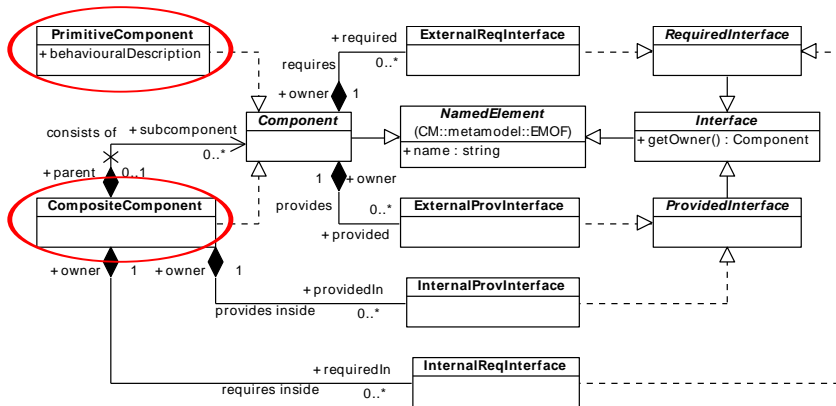 PrimitiveComponent
+ behaviouralDescription
+ required
0..*
requires
+ owner
1
ExternalReqInterface
RequiredInterface
consists of
+ subcomponent
0..*
+ parent
0..1
Component
NamedElement
(CM::metamodel::EMOF)
+ name : string
Interface
+ getOwner() : Component
1
+ owner
provides
0..*
+ provided
CompositeComponent
ExternalProvInterface
ProvidedInterface
+ owner
1
+ owner
1
+ providedIn
provides inside
0..*
InternalProvInterface
+ requiredIn
requires inside
0..*
InternalReqInterface